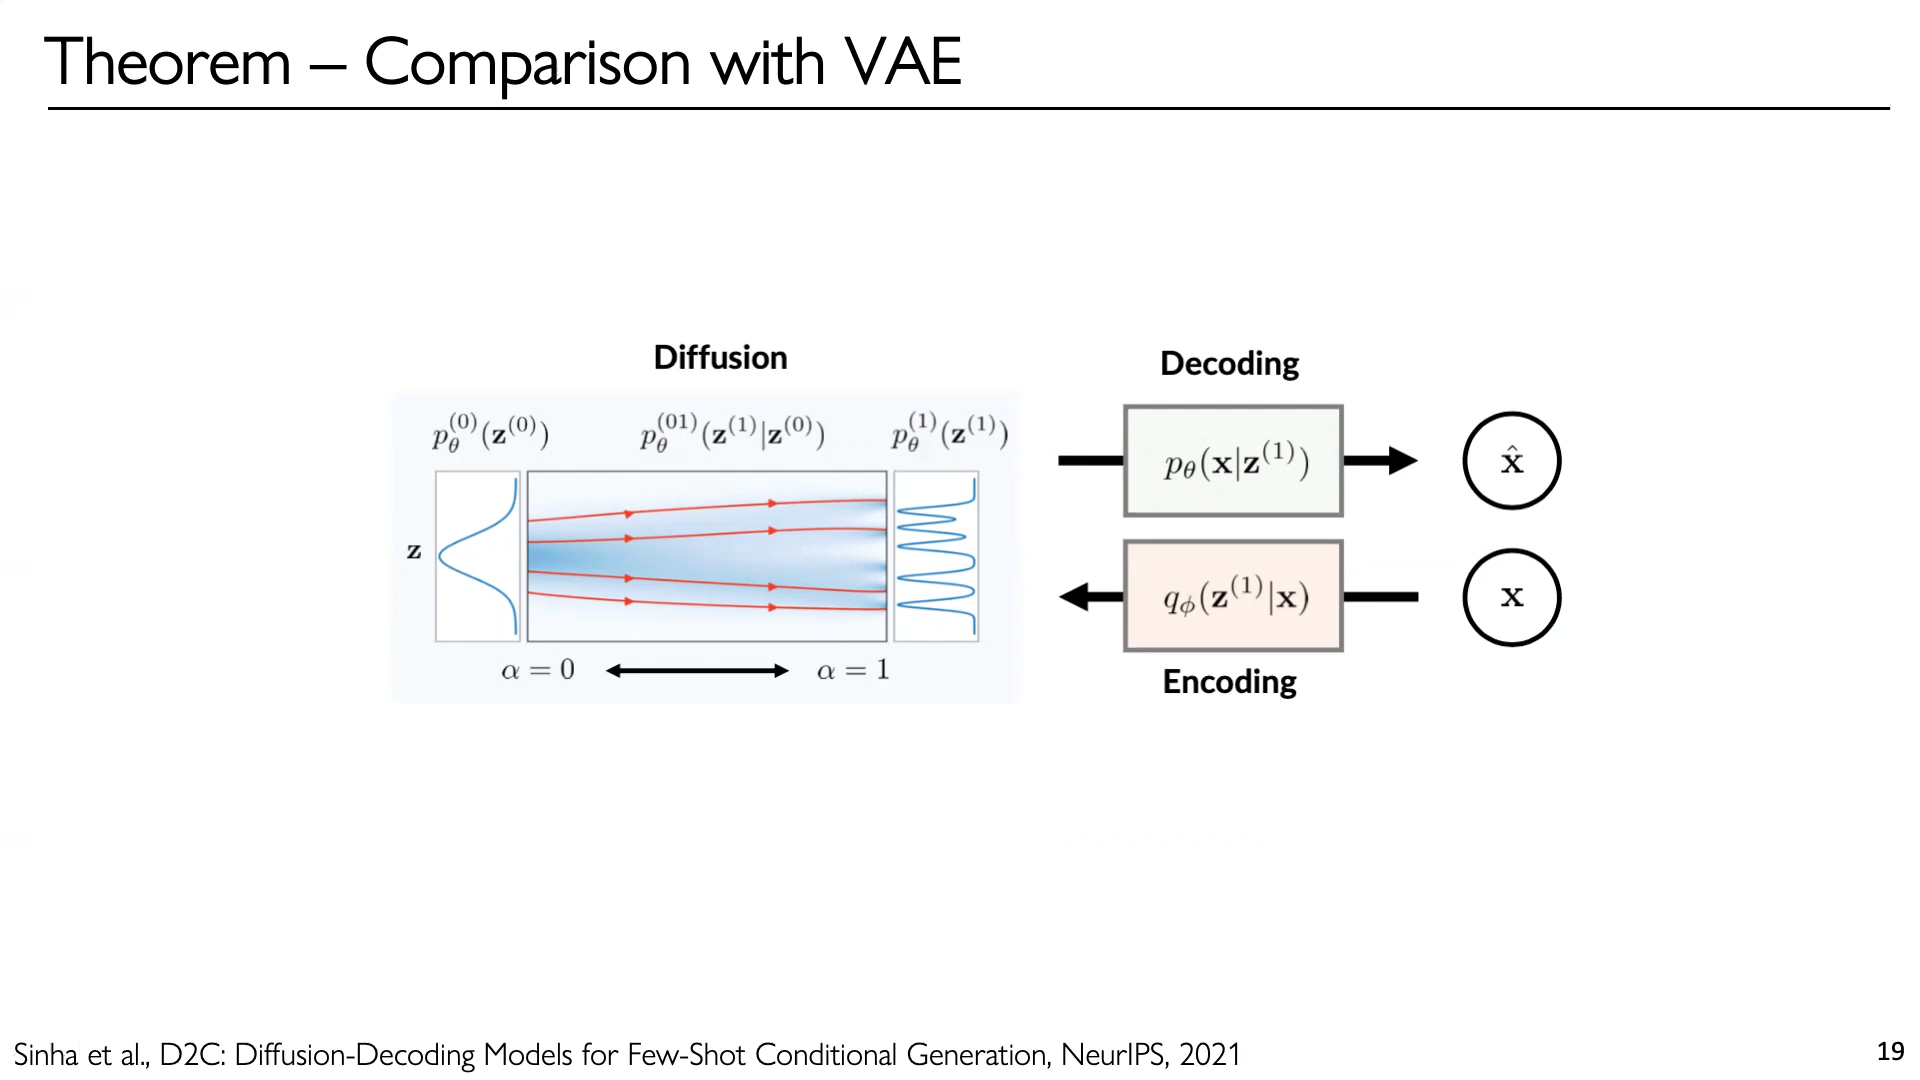 Theorem – Comparison with VAE
Diffusion
Decoding
p_θ^(0)(z^(0))
p_θ^(01)(z^(1)|z^(0))
p_θ^(1)(z^(1))
p_θ(x|z^(1))
x̂
z
q_ϕ(z^(1)|x)
x
α = 0
α = 1
Encoding
Sinha et al., D2C: Diffusion-Decoding Models for Few-Shot Conditional Generation, NeurIPS, 2021
19